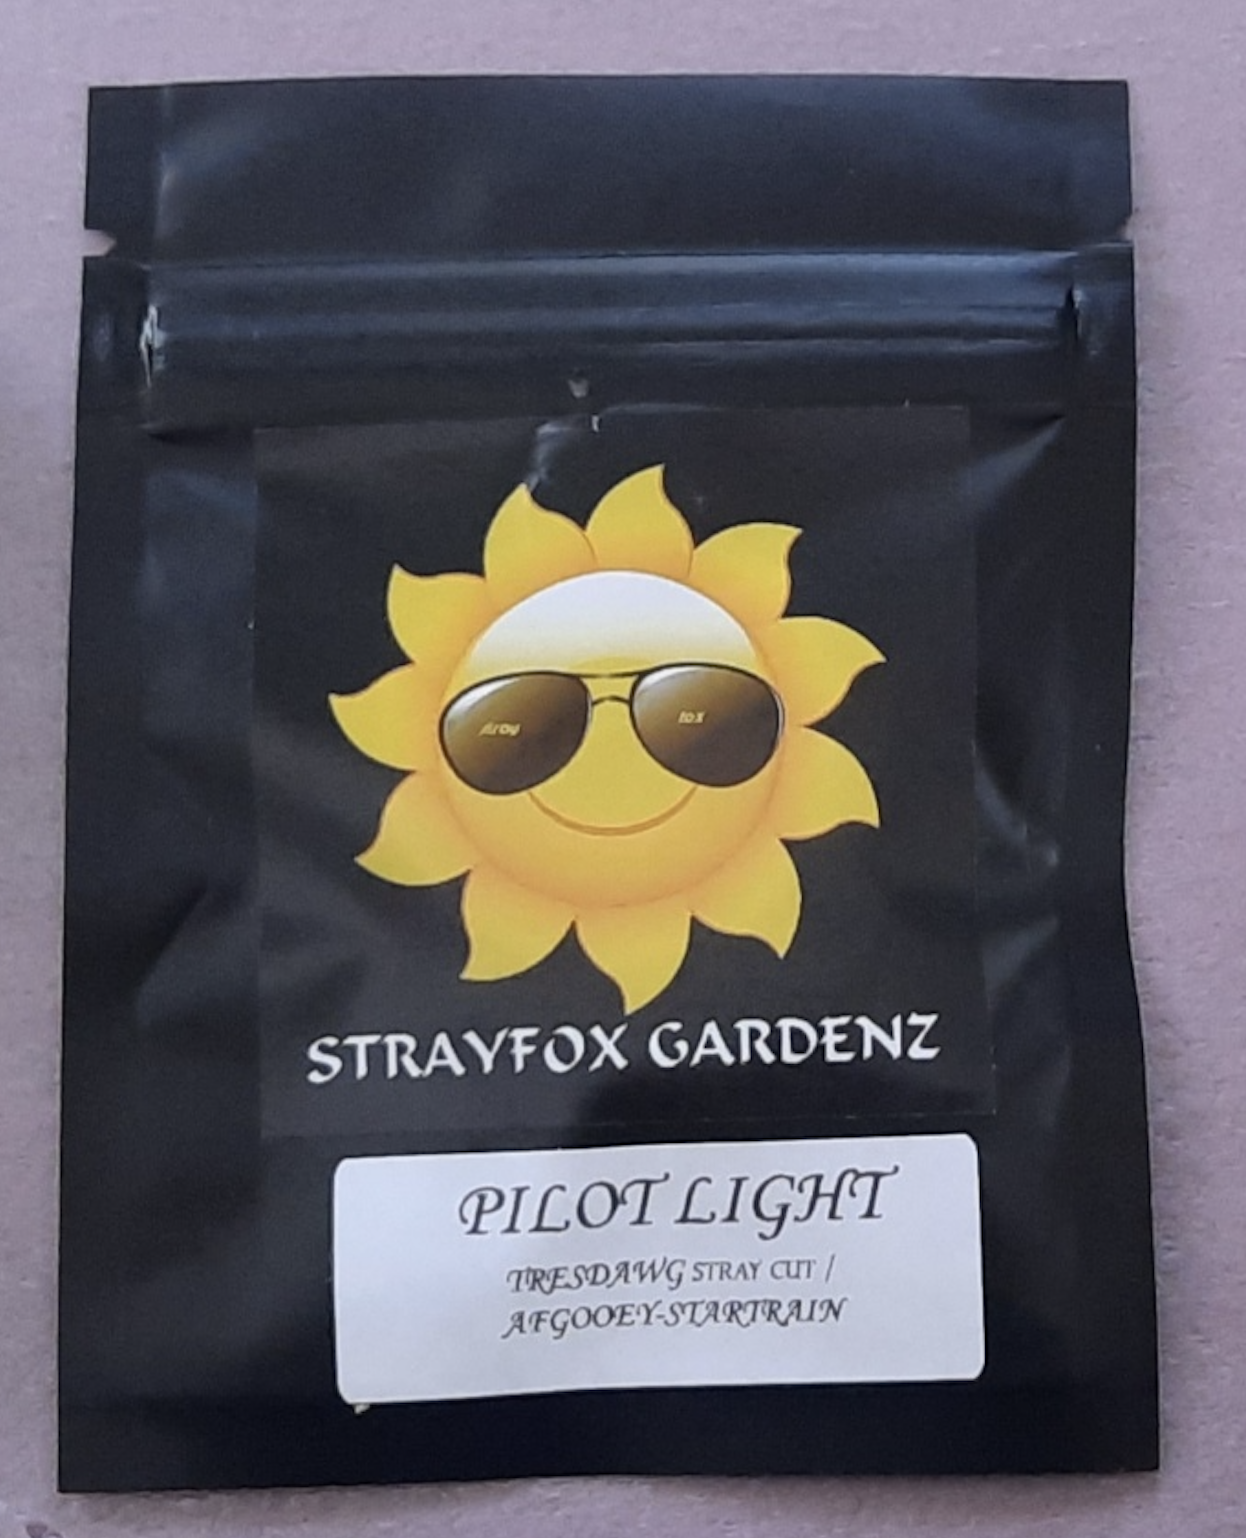 Stray
fox
STRAYFOX GARDENZ
PILOT LIGHT
TRESDAWG STRAY CUT /
AFGOOEY-STARTRAIN